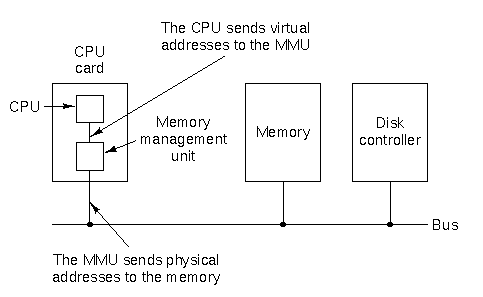 The CPU sends virtual
addresses to the MMU
CPU
card
CPU
Memory
management
unit
Memory
Disk
controller
Bus
The MMU sends physical
addresses to the memory